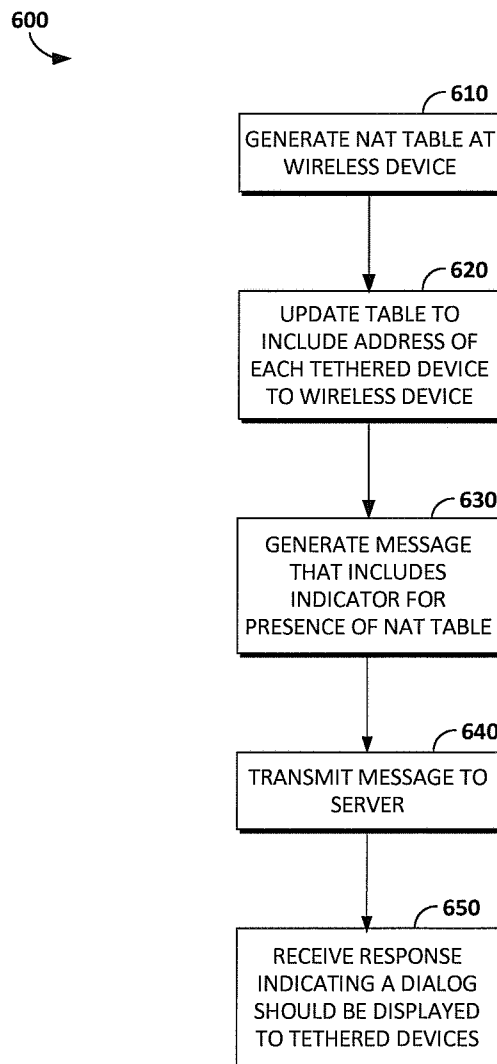 600
610
GENERATE NAT TABLE AT
WIRELESS DEVICE
620
UPDATE TABLE TO
INCLUDE ADDRESS OF
EACH TETHERED DEVICE
TO WIRELESS DEVICE
630
GENERATE MESSAGE
THAT INCLUDES
INDICATOR FOR
PRESENCE OF NAT TABLE
640
TRANSMIT MESSAGE TO
SERVER
650
RECEIVE RESPONSE
INDICATING A DIALOG
SHOULD BE DISPLAYED
TO TETHERED DEVICES